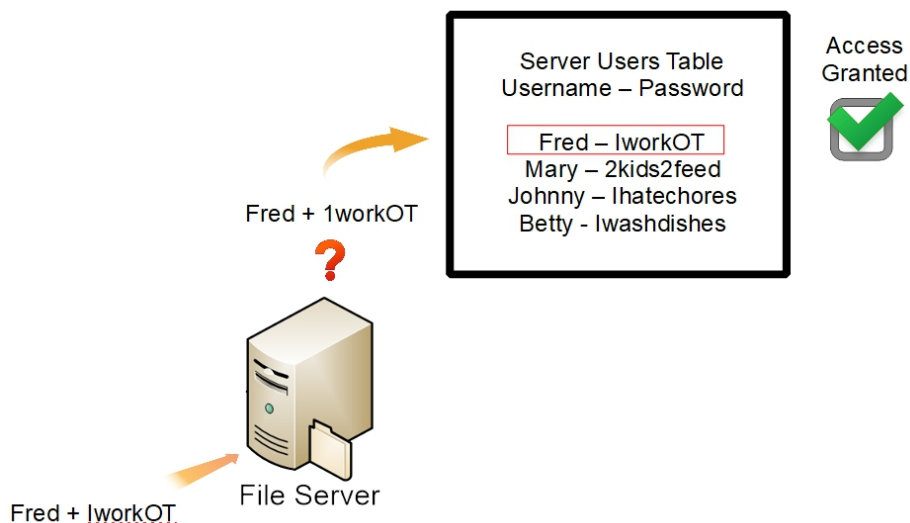 Server Users Table
Username – Password
Fred – IworkOT
Mary – 2kids2feed
Johnny – Ihatechores
Betty - Iwashdishes
Access
Granted
Fred + 1workOT
?
File Server
Fred + IworkOT